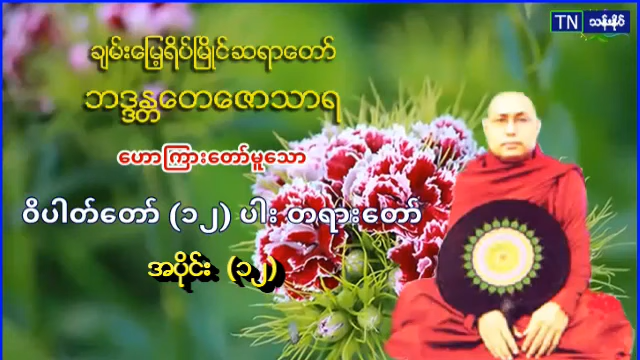 TN သန်းနိုင်
ချမ်းမြေ့ရိပ်မြိုင်ဆရာတော်
ဘဒ္ဒန္တတေဇောသာရ
ဟောကြားတော်မူသော
ဝိပါတ်တော် (၁၂) ပါး တရားတော်
အပိုင်း (၁၂)